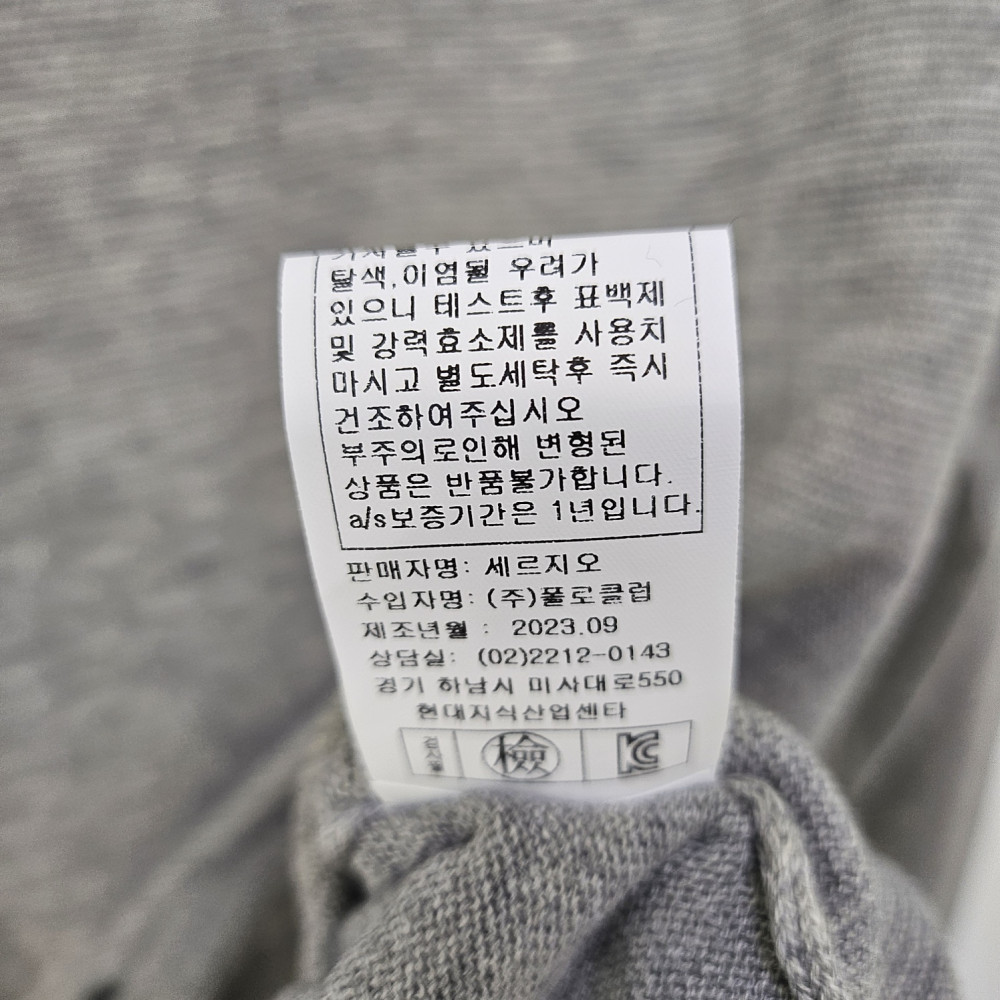 탈색,이염될 우려가
있으니 테스트후 표백제
및 강력효소제를 사용치
마시고 별도세탁후 즉시
건조하여주십시오
부주의로인해 변형된
상품은 반품불가합니다.
a/s보증기간은 1년입니다.
판매자명: 세르지오
수입자명: (주)폴로클럽
제조년월 : 2023.09
상담실: (02)2212-0143
경기 하남시 미사대로550
현대지식산업센타
檢